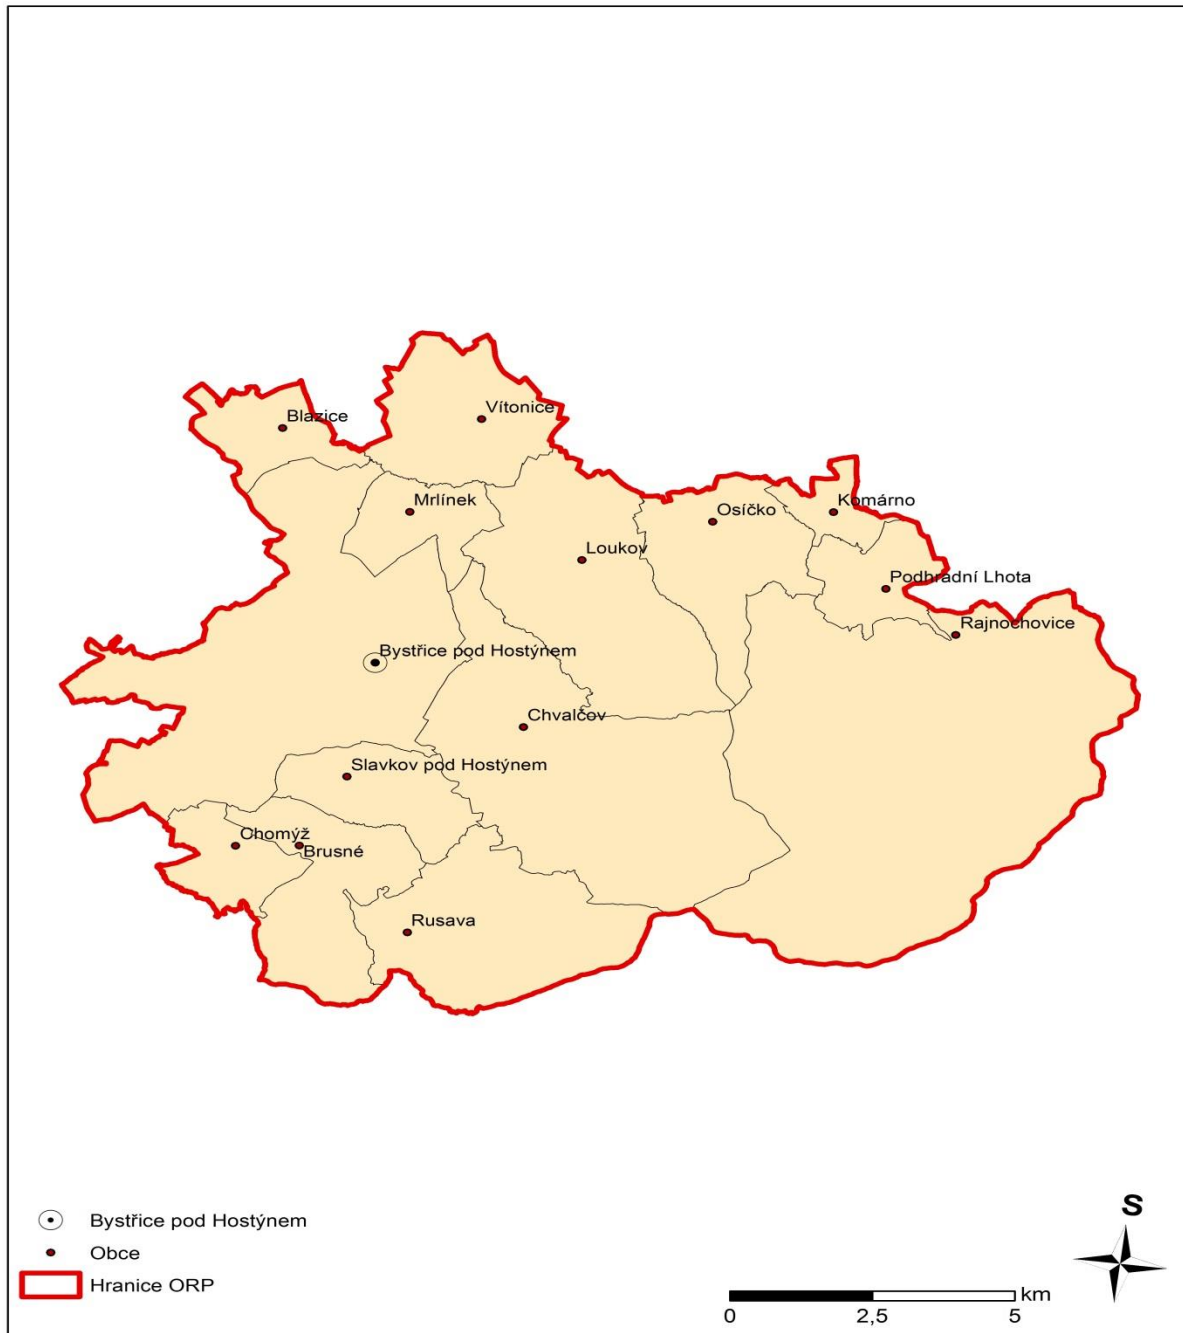 Vítonice
Blazice
Mrlínek
Komárno
Osíčko
Loukov
Podhradní Lhota
Rajnochovice
Bystřice pod Hostýnem
Chvalčov
Slavkov pod Hostýnem
Chomýž
Brusné
Rusava
S
Bystřice pod Hostýnem
Obce
Hranice ORP
km
0 2,5 5